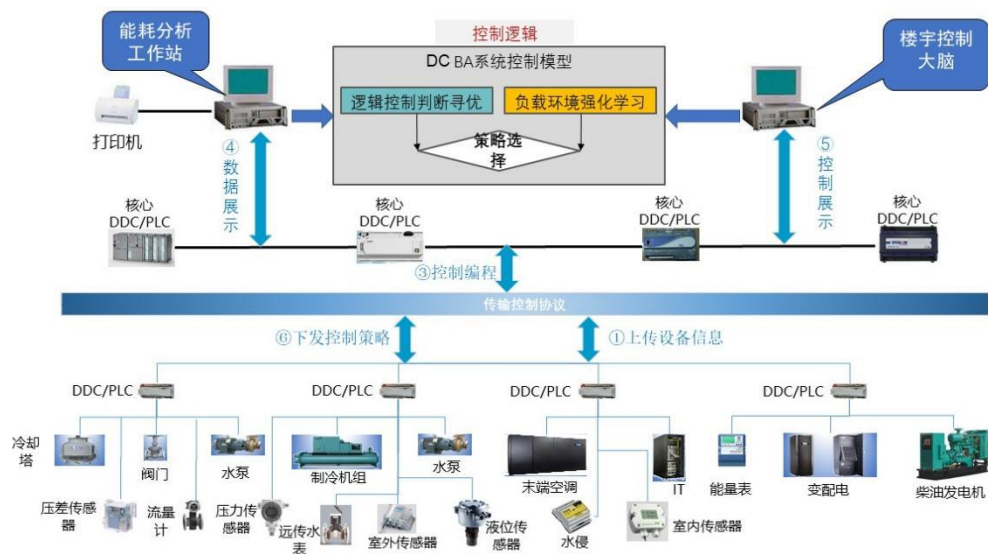 能耗分析
工作站
控制逻辑
DC BA系统控制模型
逻辑控制判断寻优
负载环境强化学习
策略选
择
楼宇控制
大脑
打印机
④数据展示
⑤控制展示
核心
DDC/PLC
核心
DDC/PLC
核心
DDC/PLC
核心
DDC/PLC
③控制编程
传输控制协议
⑥下发控制策略
①上传设备信息
DDC/PLC
DDC/PLC
DDC/PLC
DDC/PLC
冷却
塔
阀门
水泵
制冷机组
水泵
末端空调
IT
能量表
变配电
柴油发电机
压差传感
器
流量
计
压力传
感器
远传水
表
室外传感器
液位传
感器
水侵
室内传感器